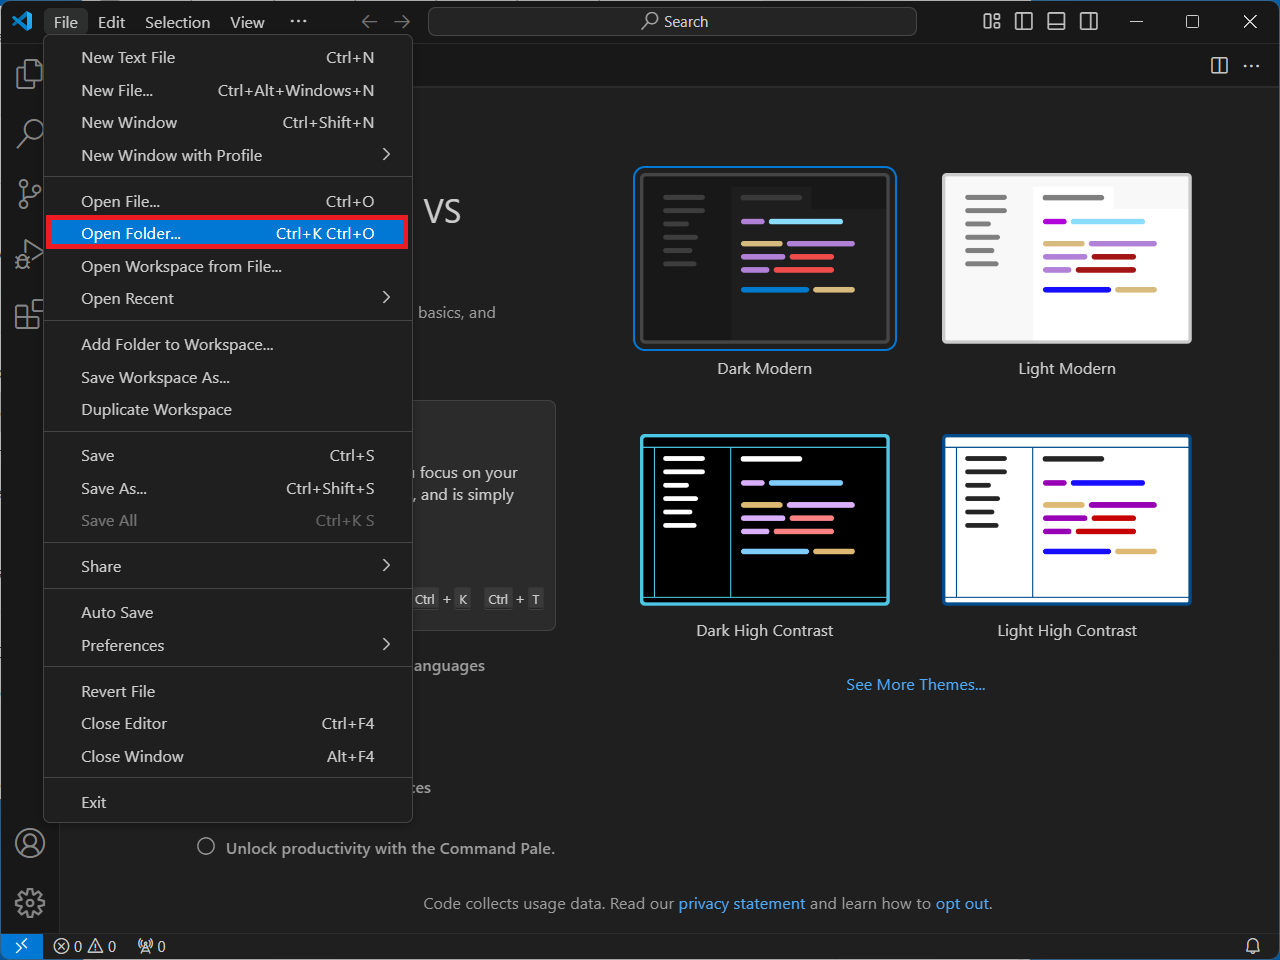 File Edit Selection View ··· Search
New Text File Ctrl+N
New File... Ctrl+Alt+Windows+N
New Window Ctrl+Shift+N
New Window with Profile
Open File... Ctrl+O
Open Folder... Ctrl+K Ctrl+O
Open Workspace from File...
Open Recent
Add Folder to Workspace...
Save Workspace As...
Duplicate Workspace
Save Ctrl+S
Save As... Ctrl+Shift+S
Save All Ctrl+K S
Share
Auto Save
Preferences
Revert File
Close Editor Ctrl+F4
Close Window Alt+F4
Exit
VS
basics, and
focus on your
, and is simply
Ctrl + K Ctrl + T
anguages
Unlock productivity with the Command Pale.
Dark Modern
Light Modern
Dark High Contrast
Light High Contrast
See More Themes...
Code collects usage data. Read our privacy statement and learn how to opt out.
0 0 0